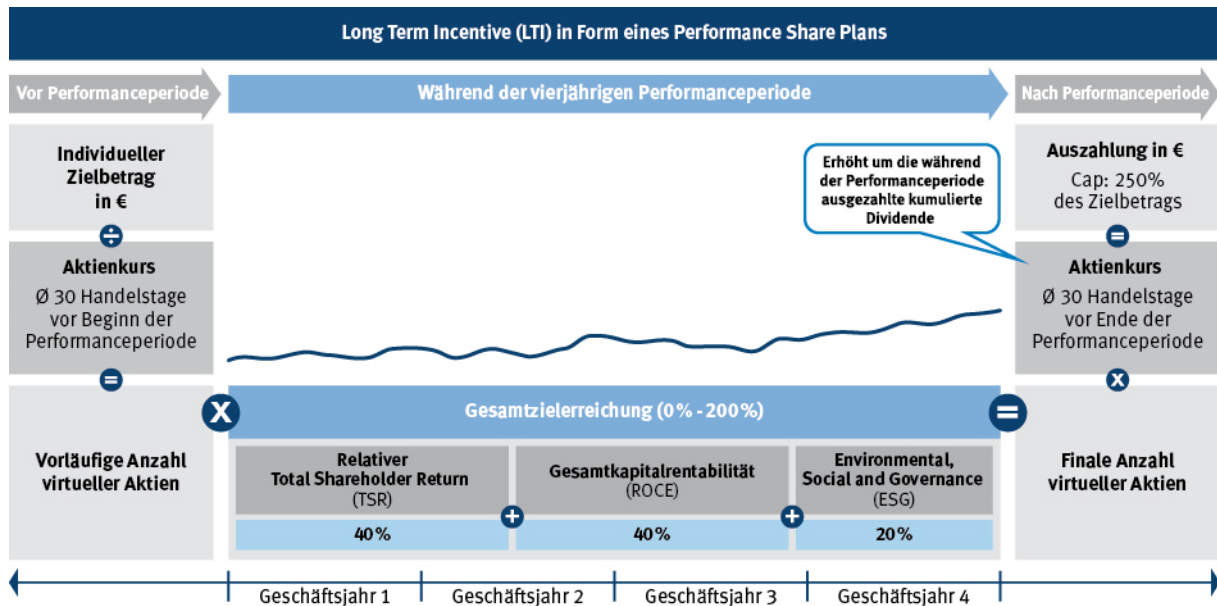 Long Term Incentive (LTI) in Form eines Performance Share Plans
Vor Performanceperiode
Während der vierjährigen Performanceperiode
Nach Performanceperiode
Individueller
Zielbetrag
in €
÷
Aktienkurs
Ø 30 Handelstage
vor Beginn der
Performanceperiode
=
Vorläufige Anzahl
virtueller Aktien
Erhöht um die während
der Performanceperiode
ausgezahlte kumulierte
Dividende
X
Gesamtzielerreichung (0% - 200%)
=
Relativer
Total Shareholder Return
(TSR)
40%
+
Gesamtkapitalrentabilität
(ROCE)
40%
+
Environmental,
Social and Governance
(ESG)
20%
Auszahlung in €
Cap: 250%
des Zielbetrags
=
Aktienkurs
Ø 30 Handelstage
vor Ende der
Performanceperiode
X
Finale Anzahl
virtueller Aktien
Geschäftsjahr 1
Geschäftsjahr 2
Geschäftsjahr 3
Geschäftsjahr 4